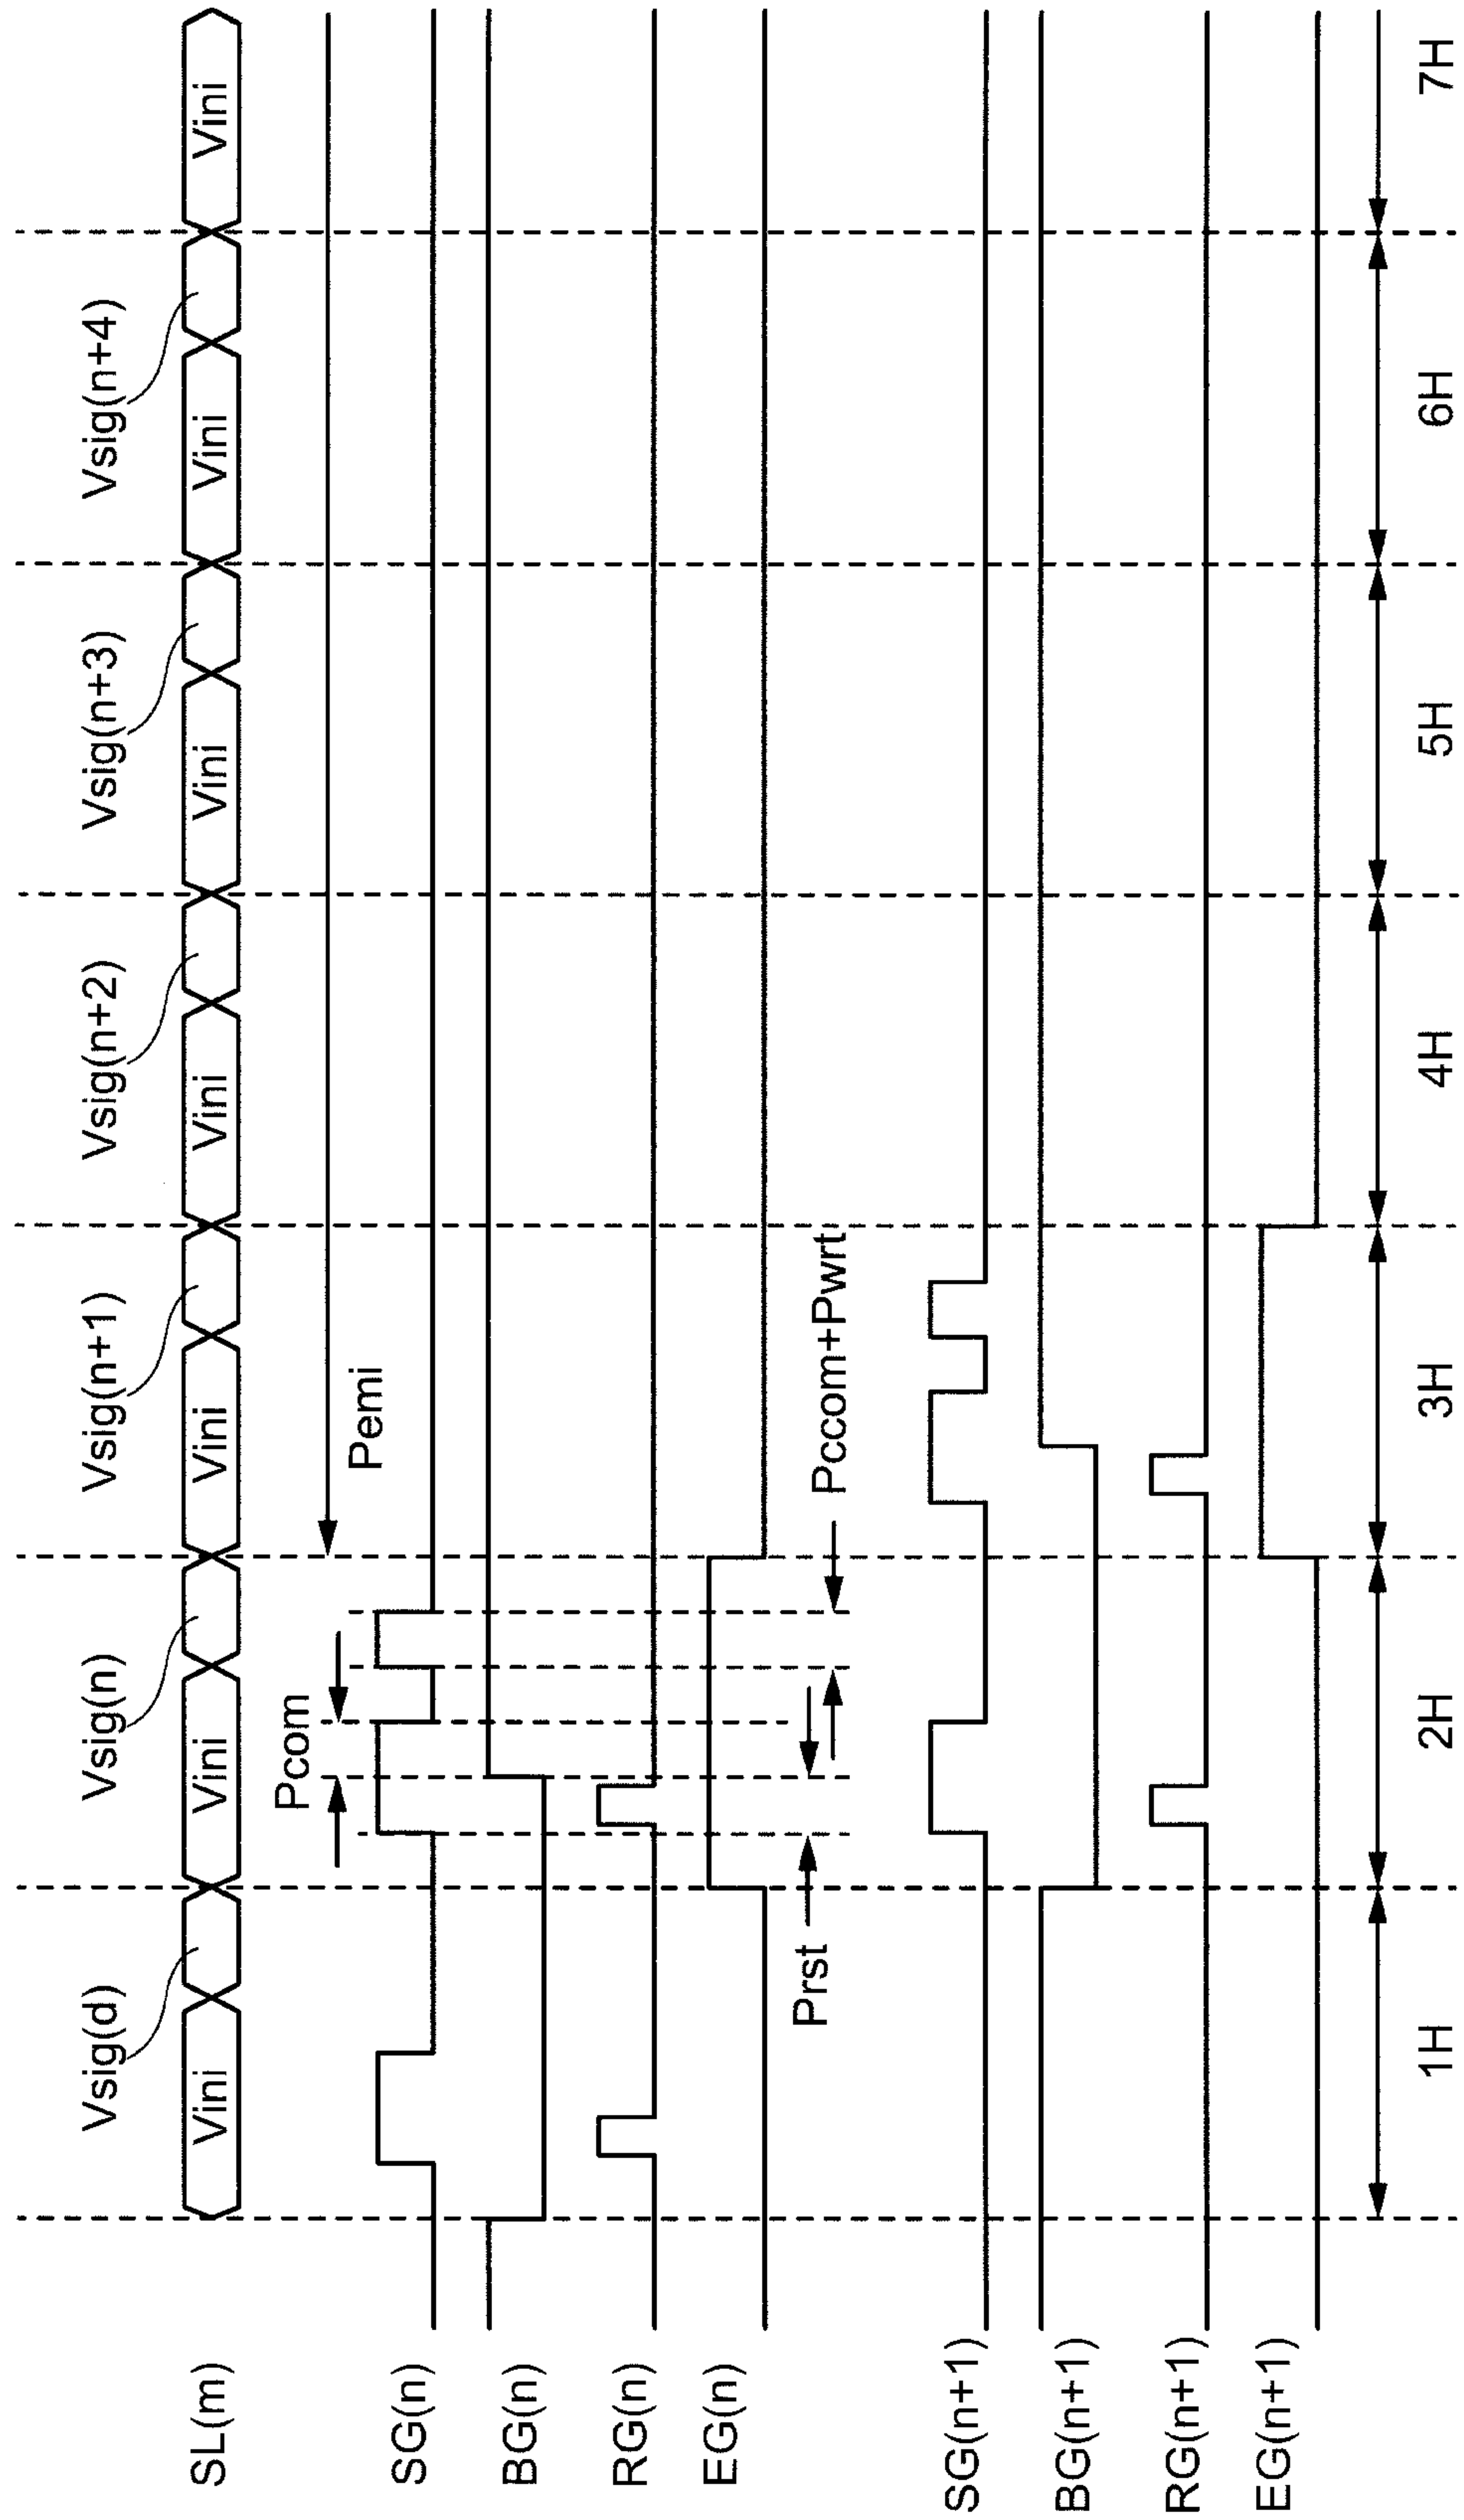 Vsig(d)
Vsig(n)
Vsig(n+1)
Vsig(n+2)
Vsig(n+3)
Vsig(n+4)
SL(m)
Vini
Vini
Vini
Vini
Vini
Vini
Vini
Pcom
Pemi
SG(n)
BG(n)
RG(n)
EG(n)
Prst
Pccom+Pwrt
SG(n+1)
BG(n+1)
RG(n+1)
EG(n+1)
1H
2H
3H
4H
5H
6H
7H